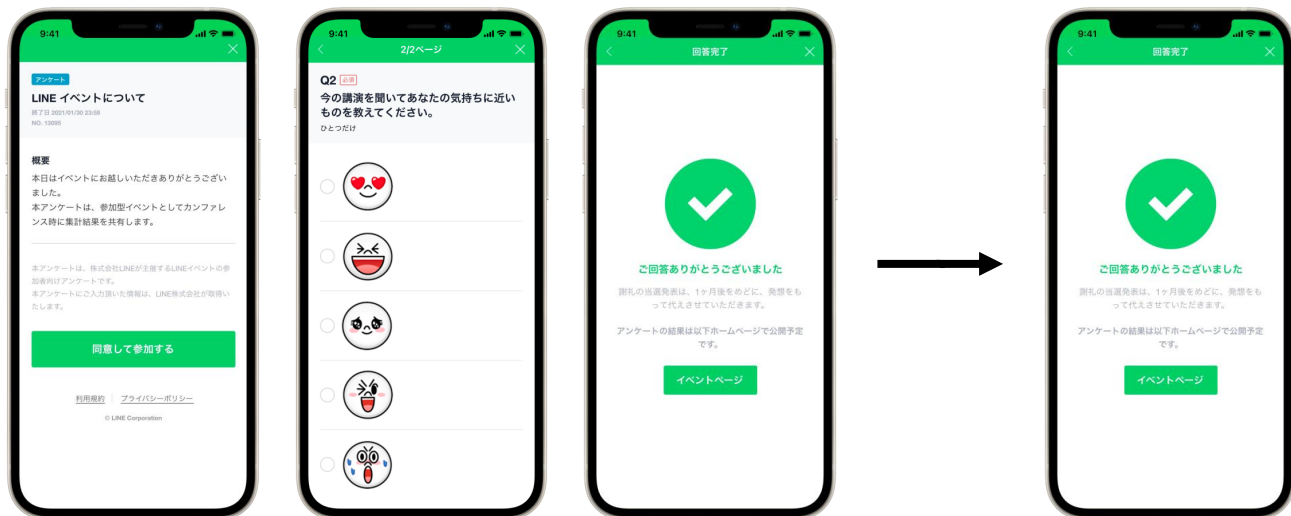 9:41
アンケート
LINE イベントについて
終了日 2021/01/30 23:59
NO. 13095
概要
本日はイベントにお越しいただきありがとうござい
ました。
本アンケートは、参加型イベントとしてカンファレ
ンス時に集計結果を共有します。
本アンケートは、株式会社LINEが主催するLINEイベントの参
加者向けアンケートです。
本アンケートにご入力頂いた情報は、LINE株式会社が取得い
たします。
同意して参加する
利用規約
プライバシーポリシー
© LINE Corporation
9:41
2/2ページ
Q2 必須
今の講演を聞いてあなたの気持ちに近い
ものを教えてください。
ひとつだけ
9:41
回答完了
ご回答ありがとうございました
謝礼の当選発表は、1ヶ月後をめどに、発想をも
って代えさせていただきます。
アンケートの結果は以下ホームページで公開予定
です。
イベントページ
9:41
回答完了
ご回答ありがとうございました
謝礼の当選発表は、1ヶ月後をめどに、発想をも
って代えさせていただきます。
アンケートの結果は以下ホームページで公開予定
です。
イベントページ